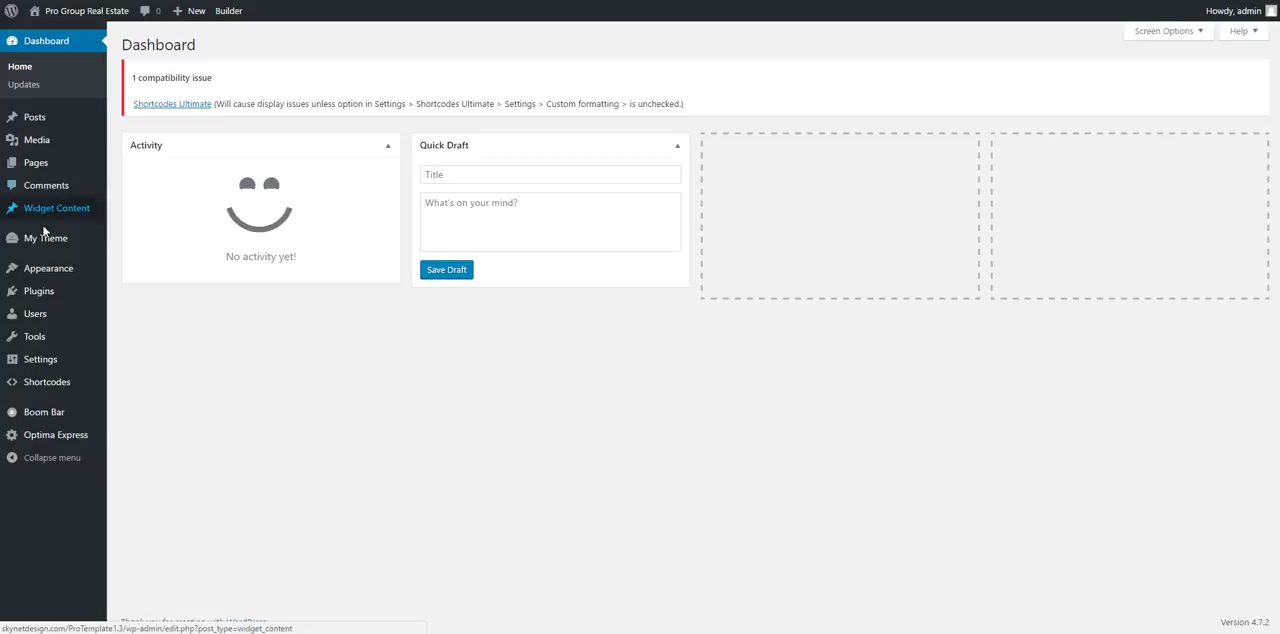 Pro Group Real Estate 0 New Builder Howdy, admin
Dashboard
Home
Updates
Posts
Media
Pages
Comments
Widget Content
My Theme
Appearance
Plugins
Users
Tools
Settings
Shortcodes
Boom Bar
Optima Express
Collapse menu
Screen Options Help
Dashboard
1 compatibility issue
Shortcodes Ultimate (Will cause display issues unless option in Settings > Shortcodes Ultimate > Settings > Custom formatting > is unchecked.)
Activity
No activity yet!
Quick Draft
Title
What's on your mind?
Save Draft
Thank you for creating with WordPress
Version 4.7.2
skynetdesign.com/ProTemplate1.3/wp-admin/edit.php?post_type=widget_content